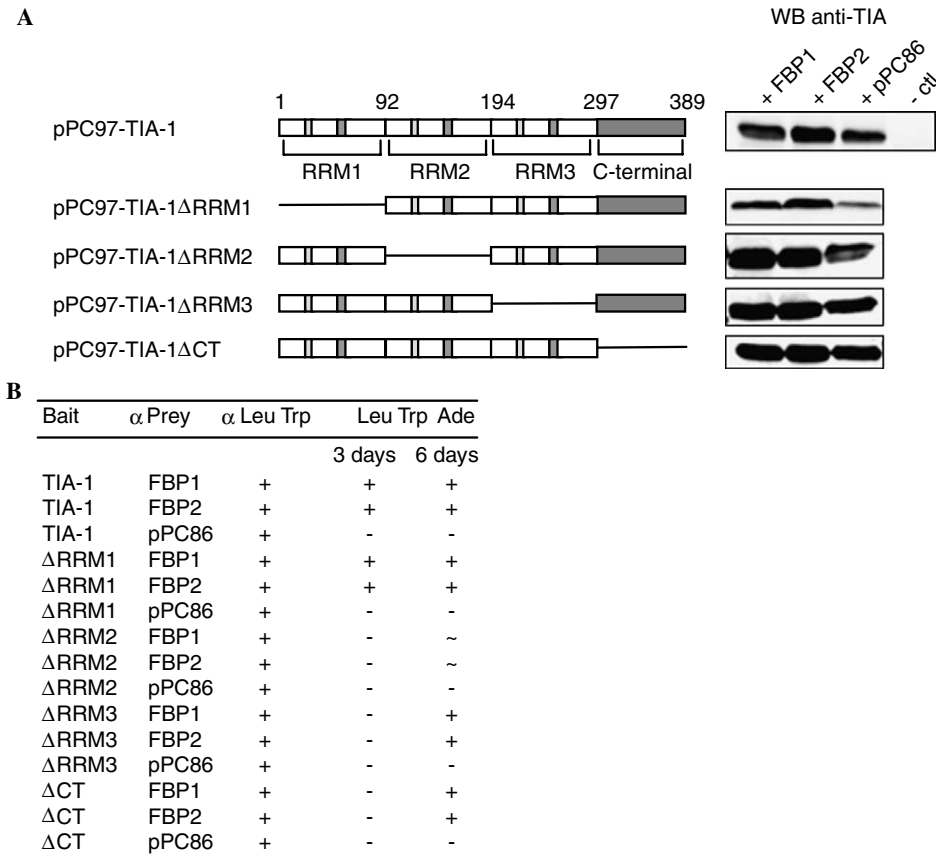 A
WB anti-TIA
+ FBP1
+ FBP2
+ pPC86
- ctl
1 92 194 297 389
pPC97-TIA-1
RRM1 RRM2 RRM3 C-terminal
pPC97-TIA-1ΔRRM1
pPC97-TIA-1ΔRRM2
pPC97-TIA-1ΔRRM3
pPC97-TIA-1ΔCT
B
Bait α Prey α Leu Trp Leu Trp Ade
3 days 6 days
TIA-1 FBP1 + + +
TIA-1 FBP2 + + +
TIA-1 pPC86 + - -
ΔRRM1 FBP1 + + +
ΔRRM1 FBP2 + + +
ΔRRM1 pPC86 + - -
ΔRRM2 FBP1 + - ~
ΔRRM2 FBP2 + - ~
ΔRRM2 pPC86 + - -
ΔRRM3 FBP1 + - +
ΔRRM3 FBP2 + - +
ΔRRM3 pPC86 + - -
ΔCT FBP1 + - +
ΔCT FBP2 + - +
ΔCT pPC86 + - -